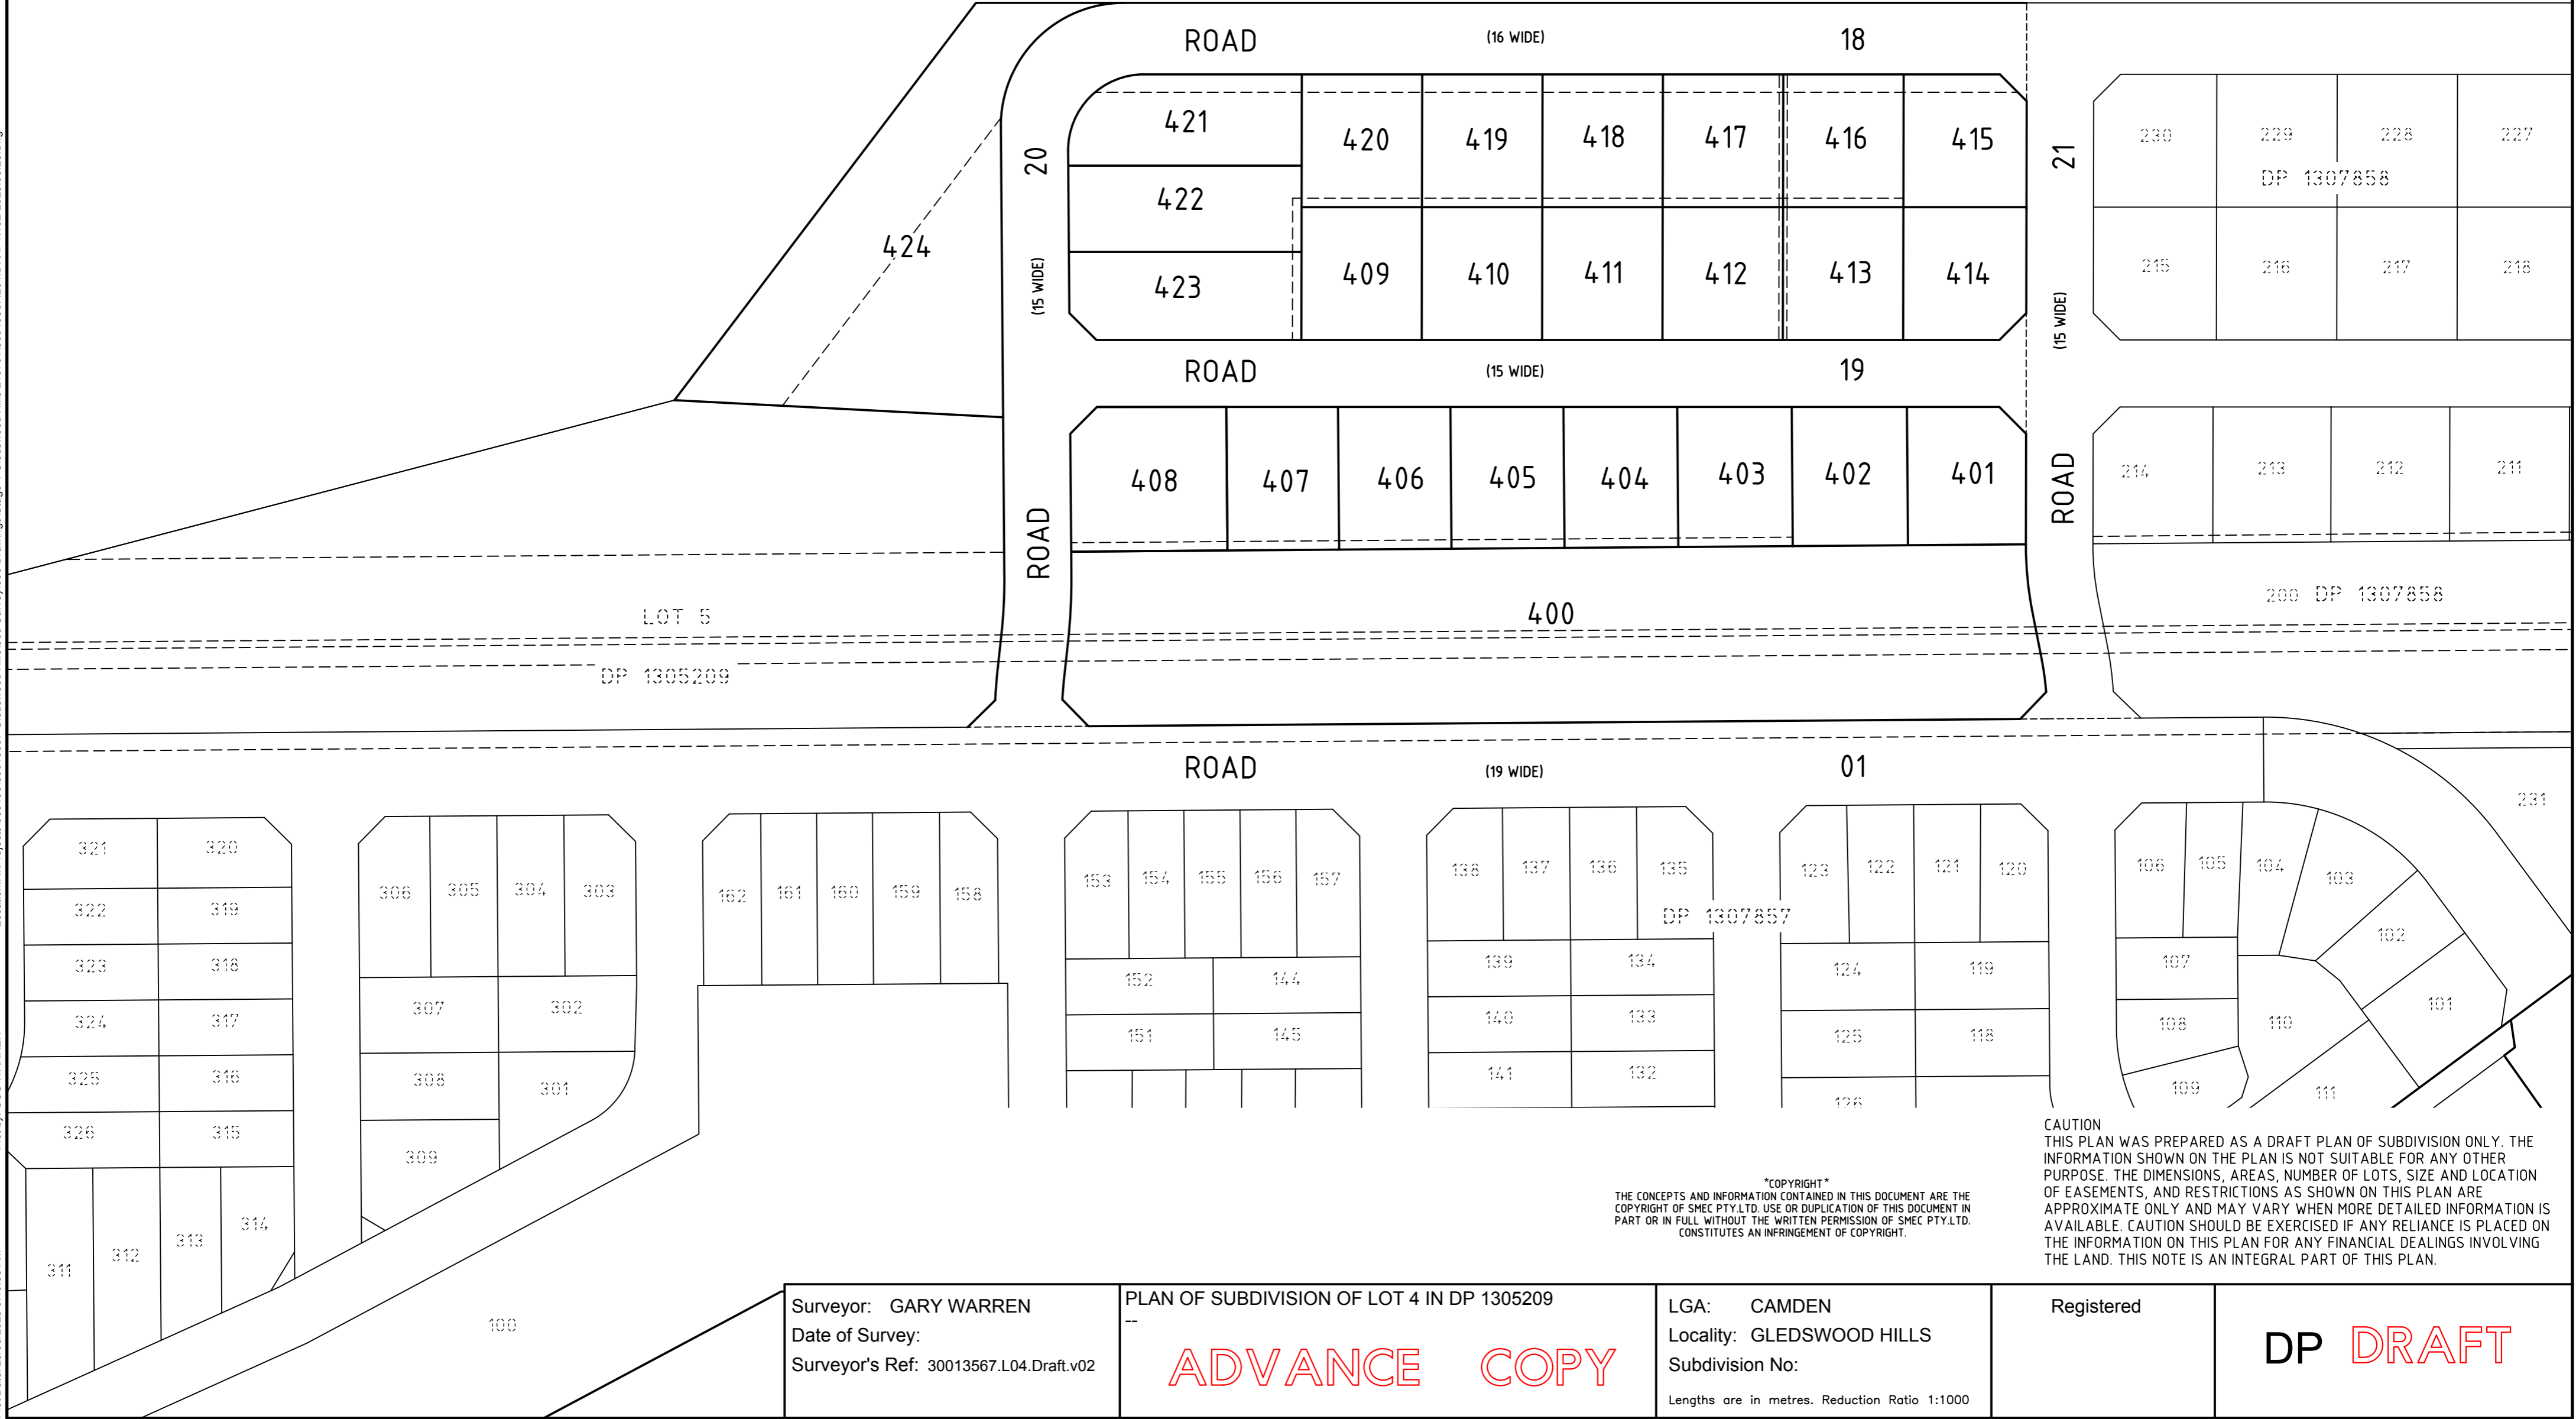 ROAD (16 WIDE) 18
421
420 419 418 417 416 415
20
422
21
230 229 228 227
DP 1307858
424
423
(15 WIDE)
409 410 411 412 413 414
(15 WIDE)
215 216 217 218
ROAD (15 WIDE) 19
408 407 406 405 404 403 402 401
ROAD
ROAD
214 213 212 211
LOT 5
400
200 DP 1307858
DP 1305209
ROAD (19 WIDE) 01
231
321 320
322 319
323 318
324 317
325 316
326 315
311 312 313 314
306 305 304 303
307 302
308 301
309
162 161 160 159 158
153 154 155 156 157
152 144
151 145
138 137 136 135
DP 1307857
139 134
140 133
141 132
123 122 121 120
124 119
125 118
126
106 105 104 103
102
107
101
108 110
109 111
100
*COPYRIGHT*
THE CONCEPTS AND INFORMATION CONTAINED IN THIS DOCUMENT ARE THE
COPYRIGHT OF SMEC PTY.LTD. USE OR DUPLICATION OF THIS DOCUMENT IN
PART OR IN FULL WITHOUT THE WRITTEN PERMISSION OF SMEC PTY.LTD.
CONSTITUTES AN INFRINGEMENT OF COPYRIGHT.
CAUTION
THIS PLAN WAS PREPARED AS A DRAFT PLAN OF SUBDIVISION ONLY. THE
INFORMATION SHOWN ON THE PLAN IS NOT SUITABLE FOR ANY OTHER
PURPOSE. THE DIMENSIONS, AREAS, NUMBER OF LOTS, SIZE AND LOCATION
OF EASEMENTS, AND RESTRICTIONS AS SHOWN ON THIS PLAN ARE
APPROXIMATE ONLY AND MAY VARY WHEN MORE DETAILED INFORMATION IS
AVAILABLE. CAUTION SHOULD BE EXERCISED IF ANY RELIANCE IS PLACED ON
THE INFORMATION ON THIS PLAN FOR ANY FINANCIAL DEALINGS INVOLVING
THE LAND. THIS NOTE IS AN INTEGRAL PART OF THIS PLAN.
Surveyor: GARY WARREN
Date of Survey:
Surveyor's Ref: 30013567.L04.Draft.v02
PLAN OF SUBDIVISION OF LOT 4 IN DP 1305209
--
ADVANCE COPY
LGA: CAMDEN
Locality: GLEDSWOOD HILLS
Subdivision No:
Lengths are in metres. Reduction Ratio 1:1000
Registered
DP DRAFT